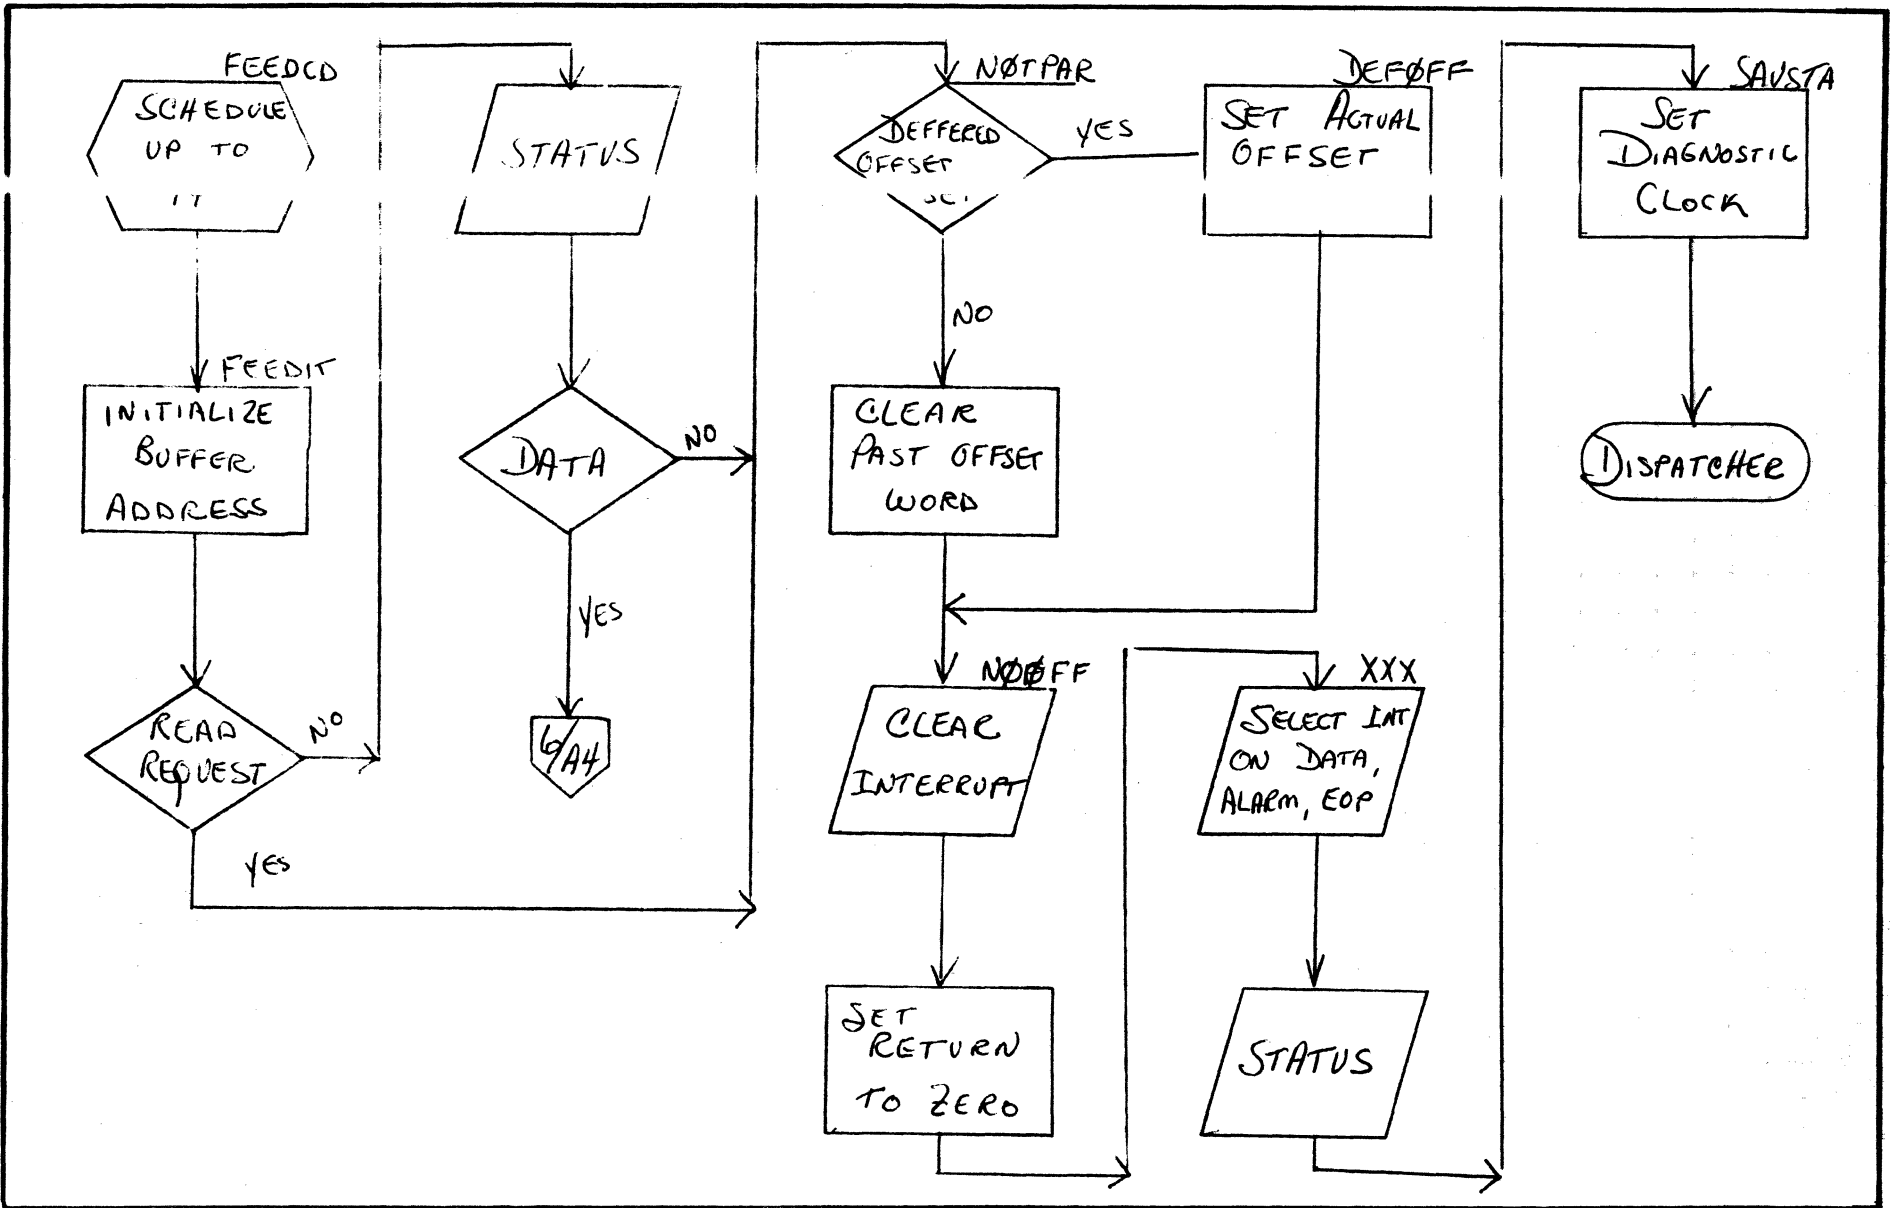 FEEDCD
SCHEDULE
UP TO
FEEDIT
INITIALIZE
BUFFER
ADDRESS
READ
REQUEST
NO
YES
STATUS
DATA
NO
YES
6/A4
NØTPAR
DEFFERED
OFFSET
YES
NO
DEFØFF
SET ACTUAL
OFFSET
CLEAR
PAST OFFSET
WORD
NØØFF
CLEAR
INTERRUPT
SET
RETURN
TO ZERO
XXX
SELECT INT
ON DATA,
ALARM, EOP
STATUS
SAVSTA
SET
DIAGNOSTIC
CLOCK
DISPATCHER